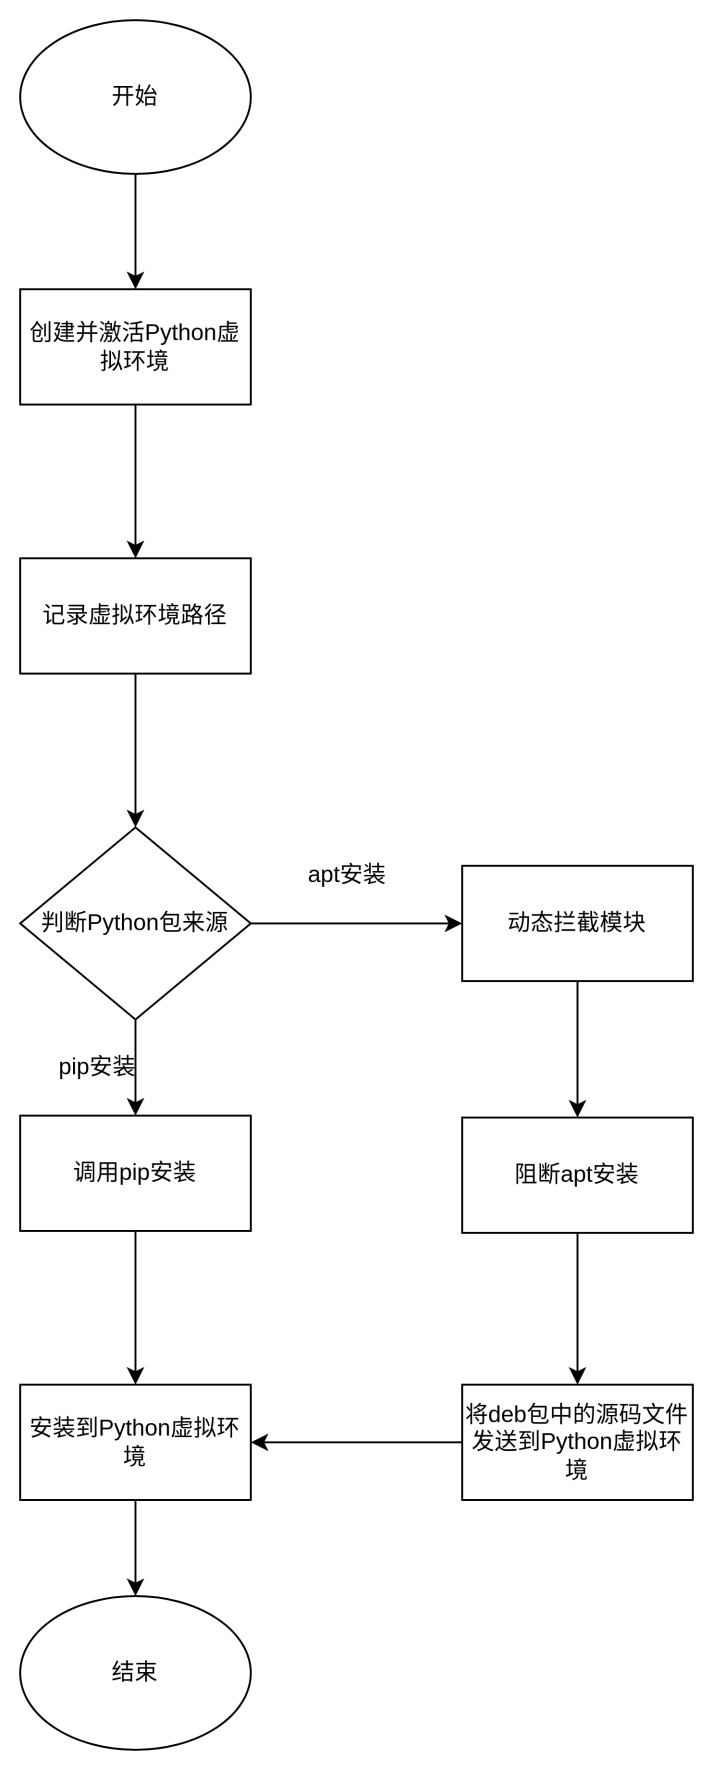 开始
创建并激活Python虚
拟环境
记录虚拟环境路径
判断Python包来源
apt安装
动态拦截模块
pip安装
调用pip安装
阻断apt安装
安装到Python虚拟环
境
将deb包中的源码文件
发送到Python虚拟环
境
结束